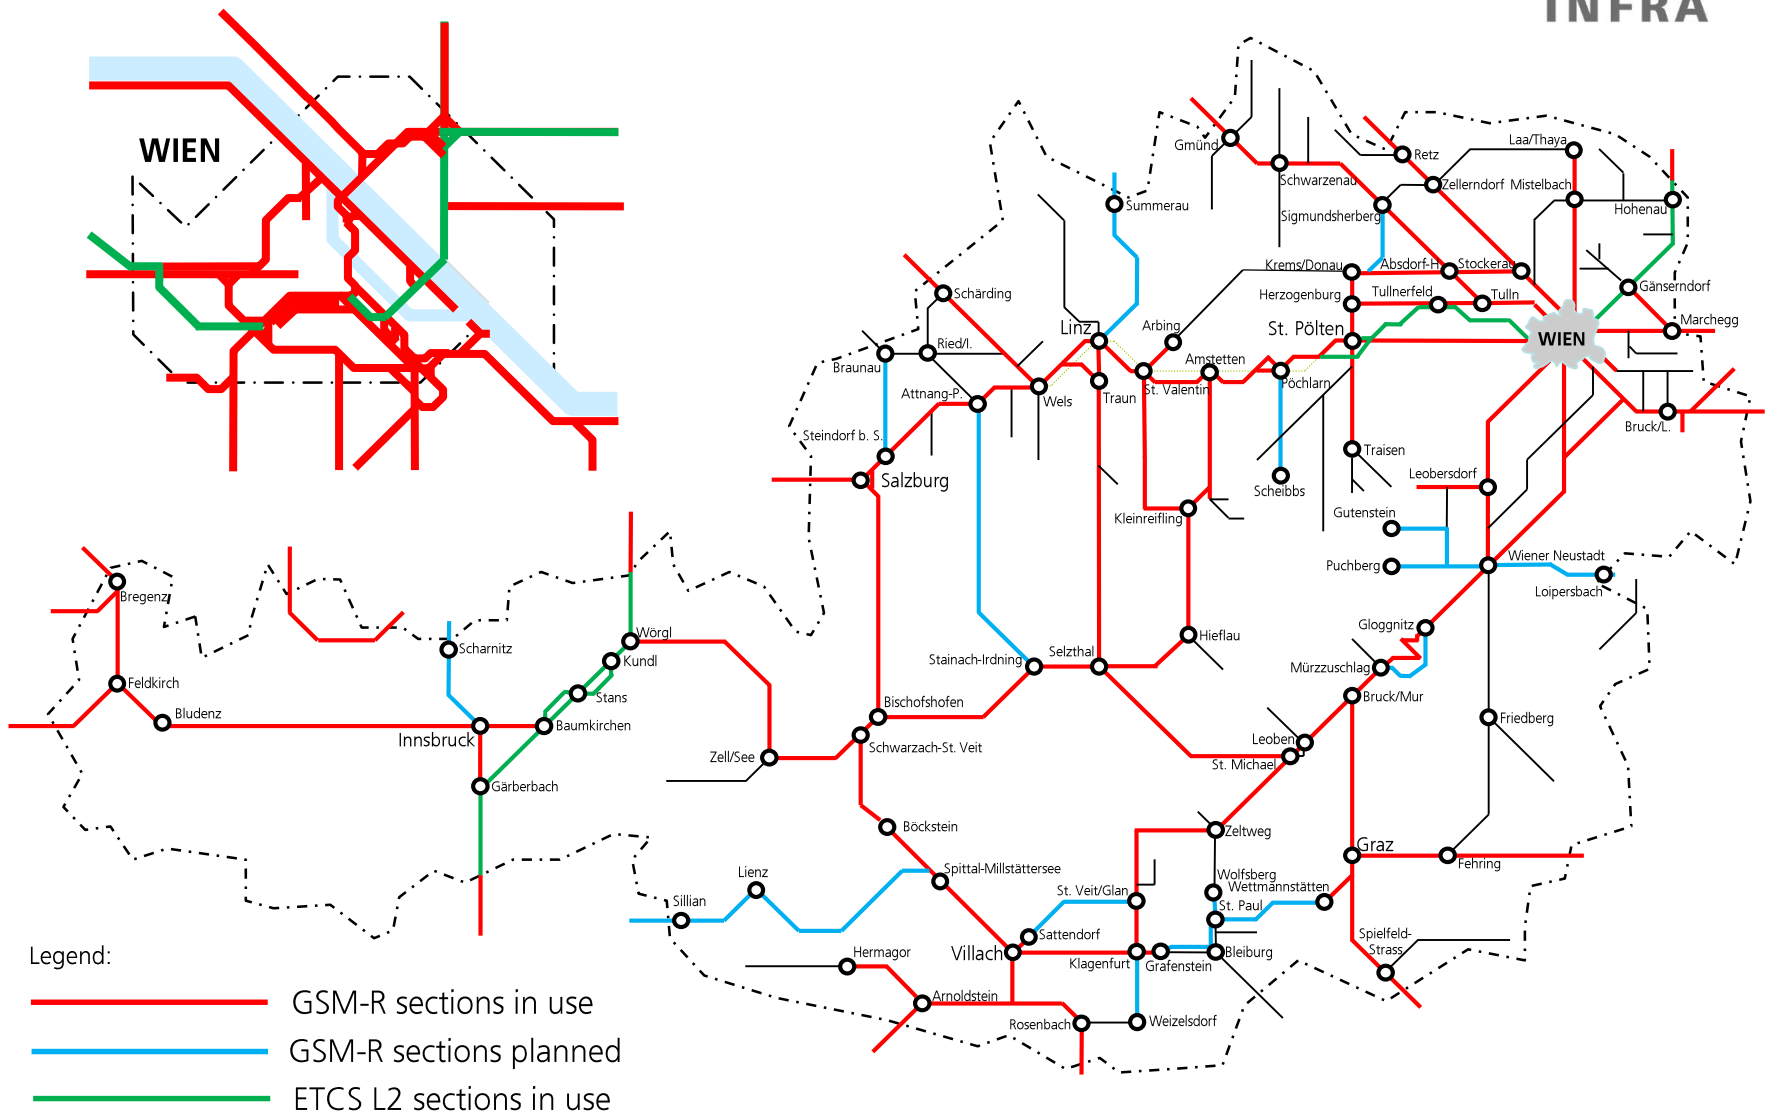 INFRA
WIEN
Gmünd
Schwarzenau
Sigmundsherberg
Retz
Zellerndorf
Laa/Thaya
Mistelbach
Hohenau
Summerau
Krems/Donau
Absdorf-H.
Stockerau
Herzogenburg
Tullnerfeld
Tulln
Gänserndorf
Marchegg
Schärding
Linz
Arbing
St. Pölten
WIEN
Ried/I.
Braunau
Amstetten
Attnang-P.
Wels
Traun
St. Valentin
Pöchlarn
Bruck/L.
Steindorf b. S.
Salzburg
Traisen
Leobersdorf
Scheibbs
Gutenstein
Kleinreifling
Puchberg
Wiener Neustadt
Loipersbach
Bregenz
Scharnitz
Wörgl
Kundl
Stans
Hieflau
Gloggnitz
Mürzzuschlag
Stainach-Irdning
Selzthal
Feldkirch
Bludenz
Innsbruck
Baumkirchen
Bischofshofen
Bruck/Mur
Friedberg
Zell/See
Schwarzach-St. Veit
Leoben
St. Michael
Gärberbach
Böckstein
Zeltweg
Graz
Fehring
Lienz
Spittal-Millstättersee
Sillian
St. Veit/Glan
Wolfsberg
Wettmannstätten
St. Paul
Sattendorf
Villach
Klagenfurt
Grafenstein
Bleiburg
Spielfeld-
Strass
Hermagor
Arnoldstein
Rosenbach
Weizelsdorf
Legend:
GSM-R sections in use
GSM-R sections planned
ETCS L2 sections in use